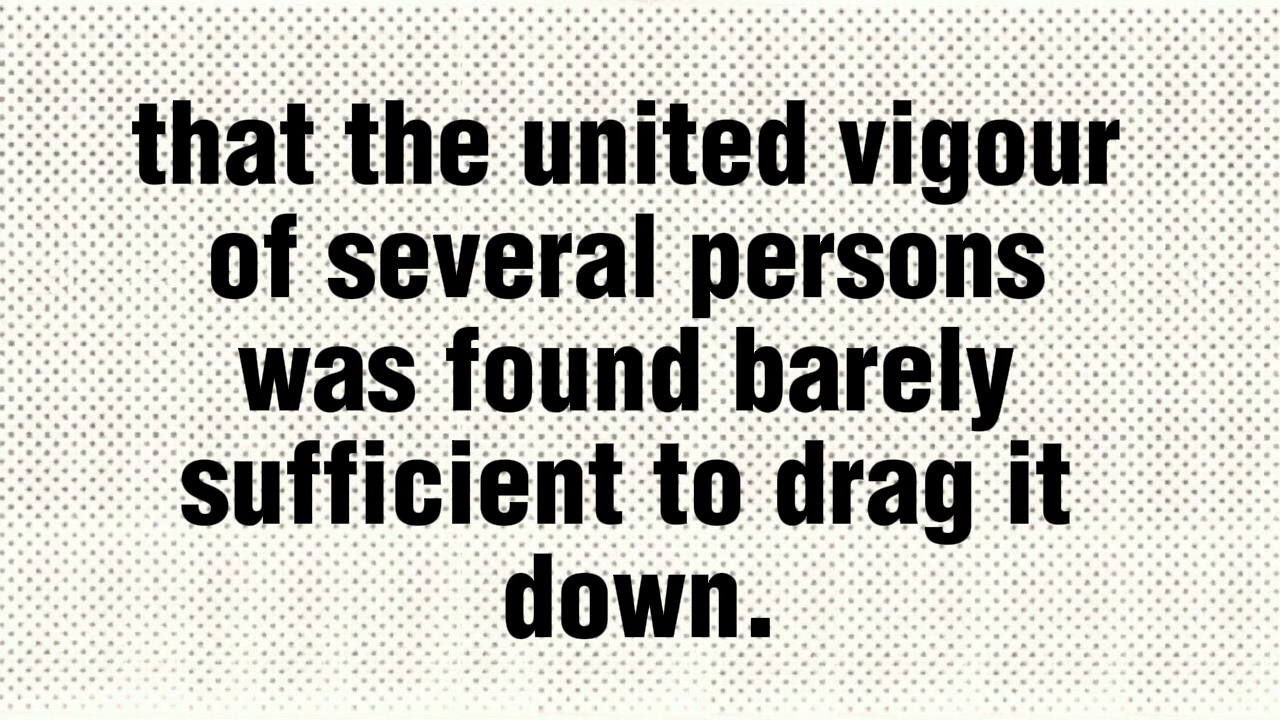 that the united vigour
of several persons
was found barely
sufficient to drag it
down.